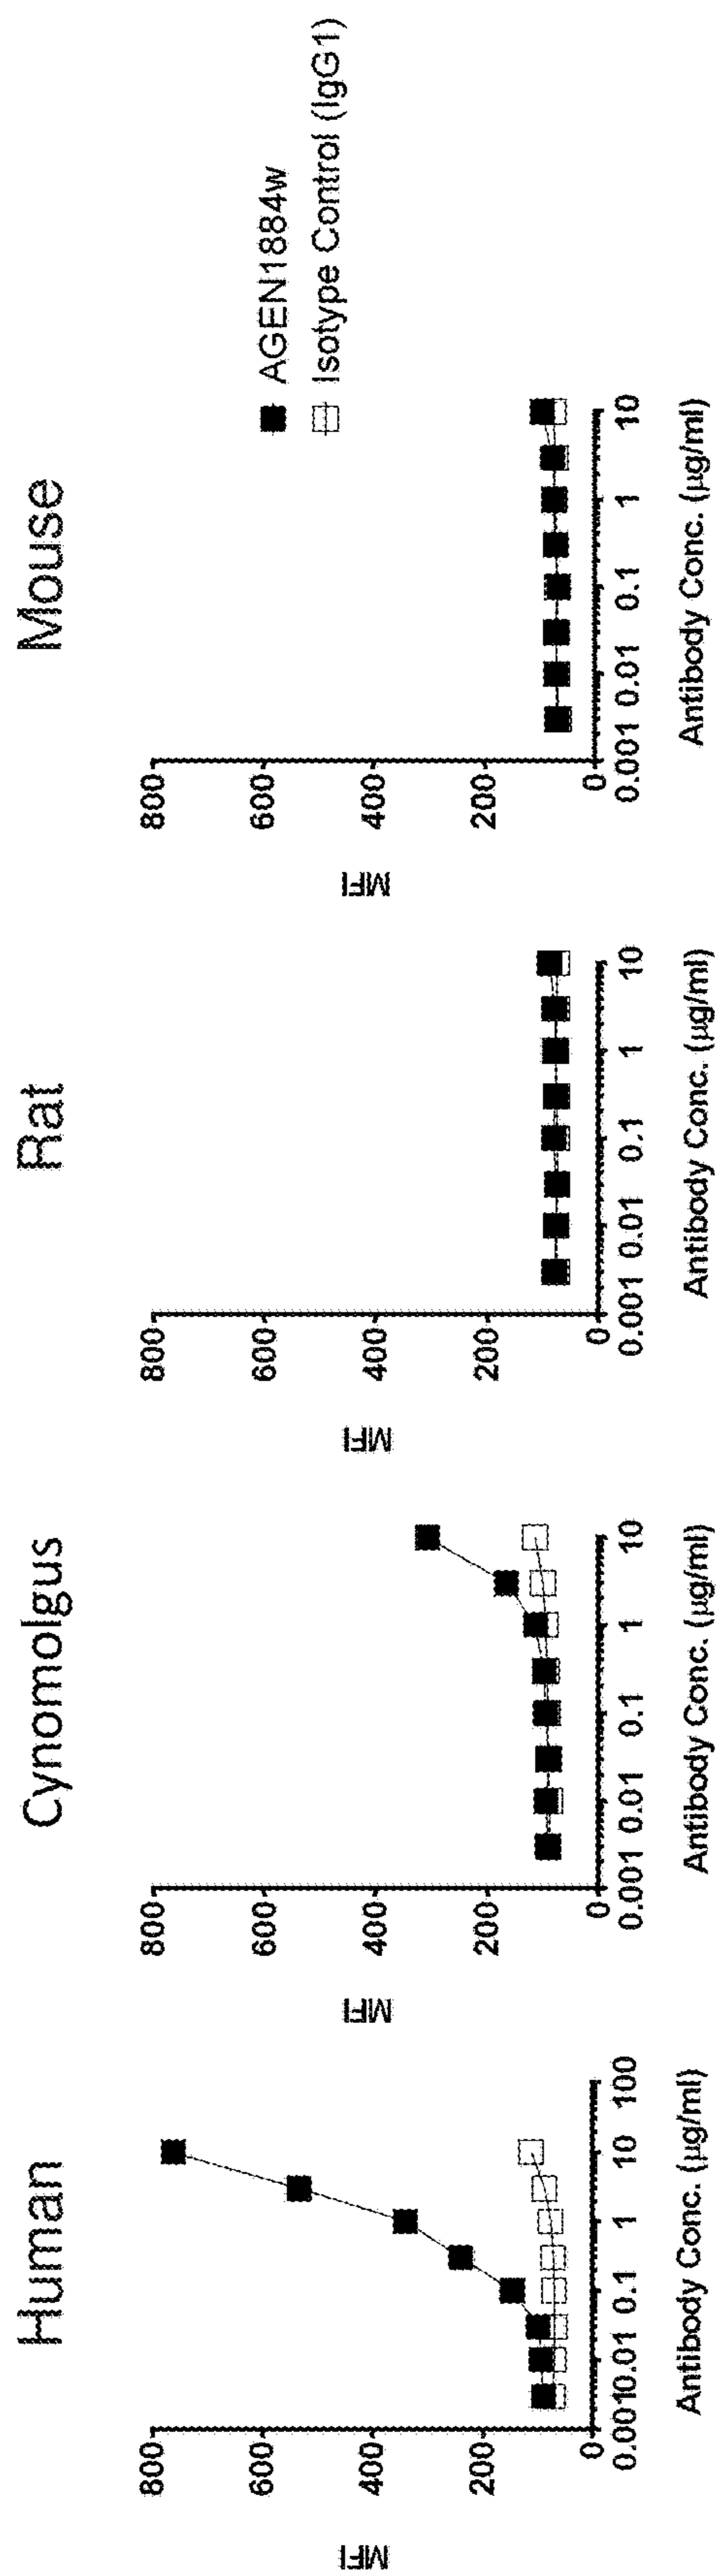 Human
MFI
800
600
400
200
0
0.001 0.01 0.1 1 10 100
Antibody Conc. (μg/ml)
Cynomolgus
MFI
800
600
400
200
0
0.001 0.01 0.1 1 10
Antibody Conc. (μg/ml)
Rat
MFI
800
600
400
200
0
0.001 0.01 0.1 1 10
Antibody Conc. (μg/ml)
Mouse
MFI
800
600
400
200
0
0.001 0.01 0.1 1 10
Antibody Conc. (μg/ml)
AGEN1884w
Isotype Control (IgG1)